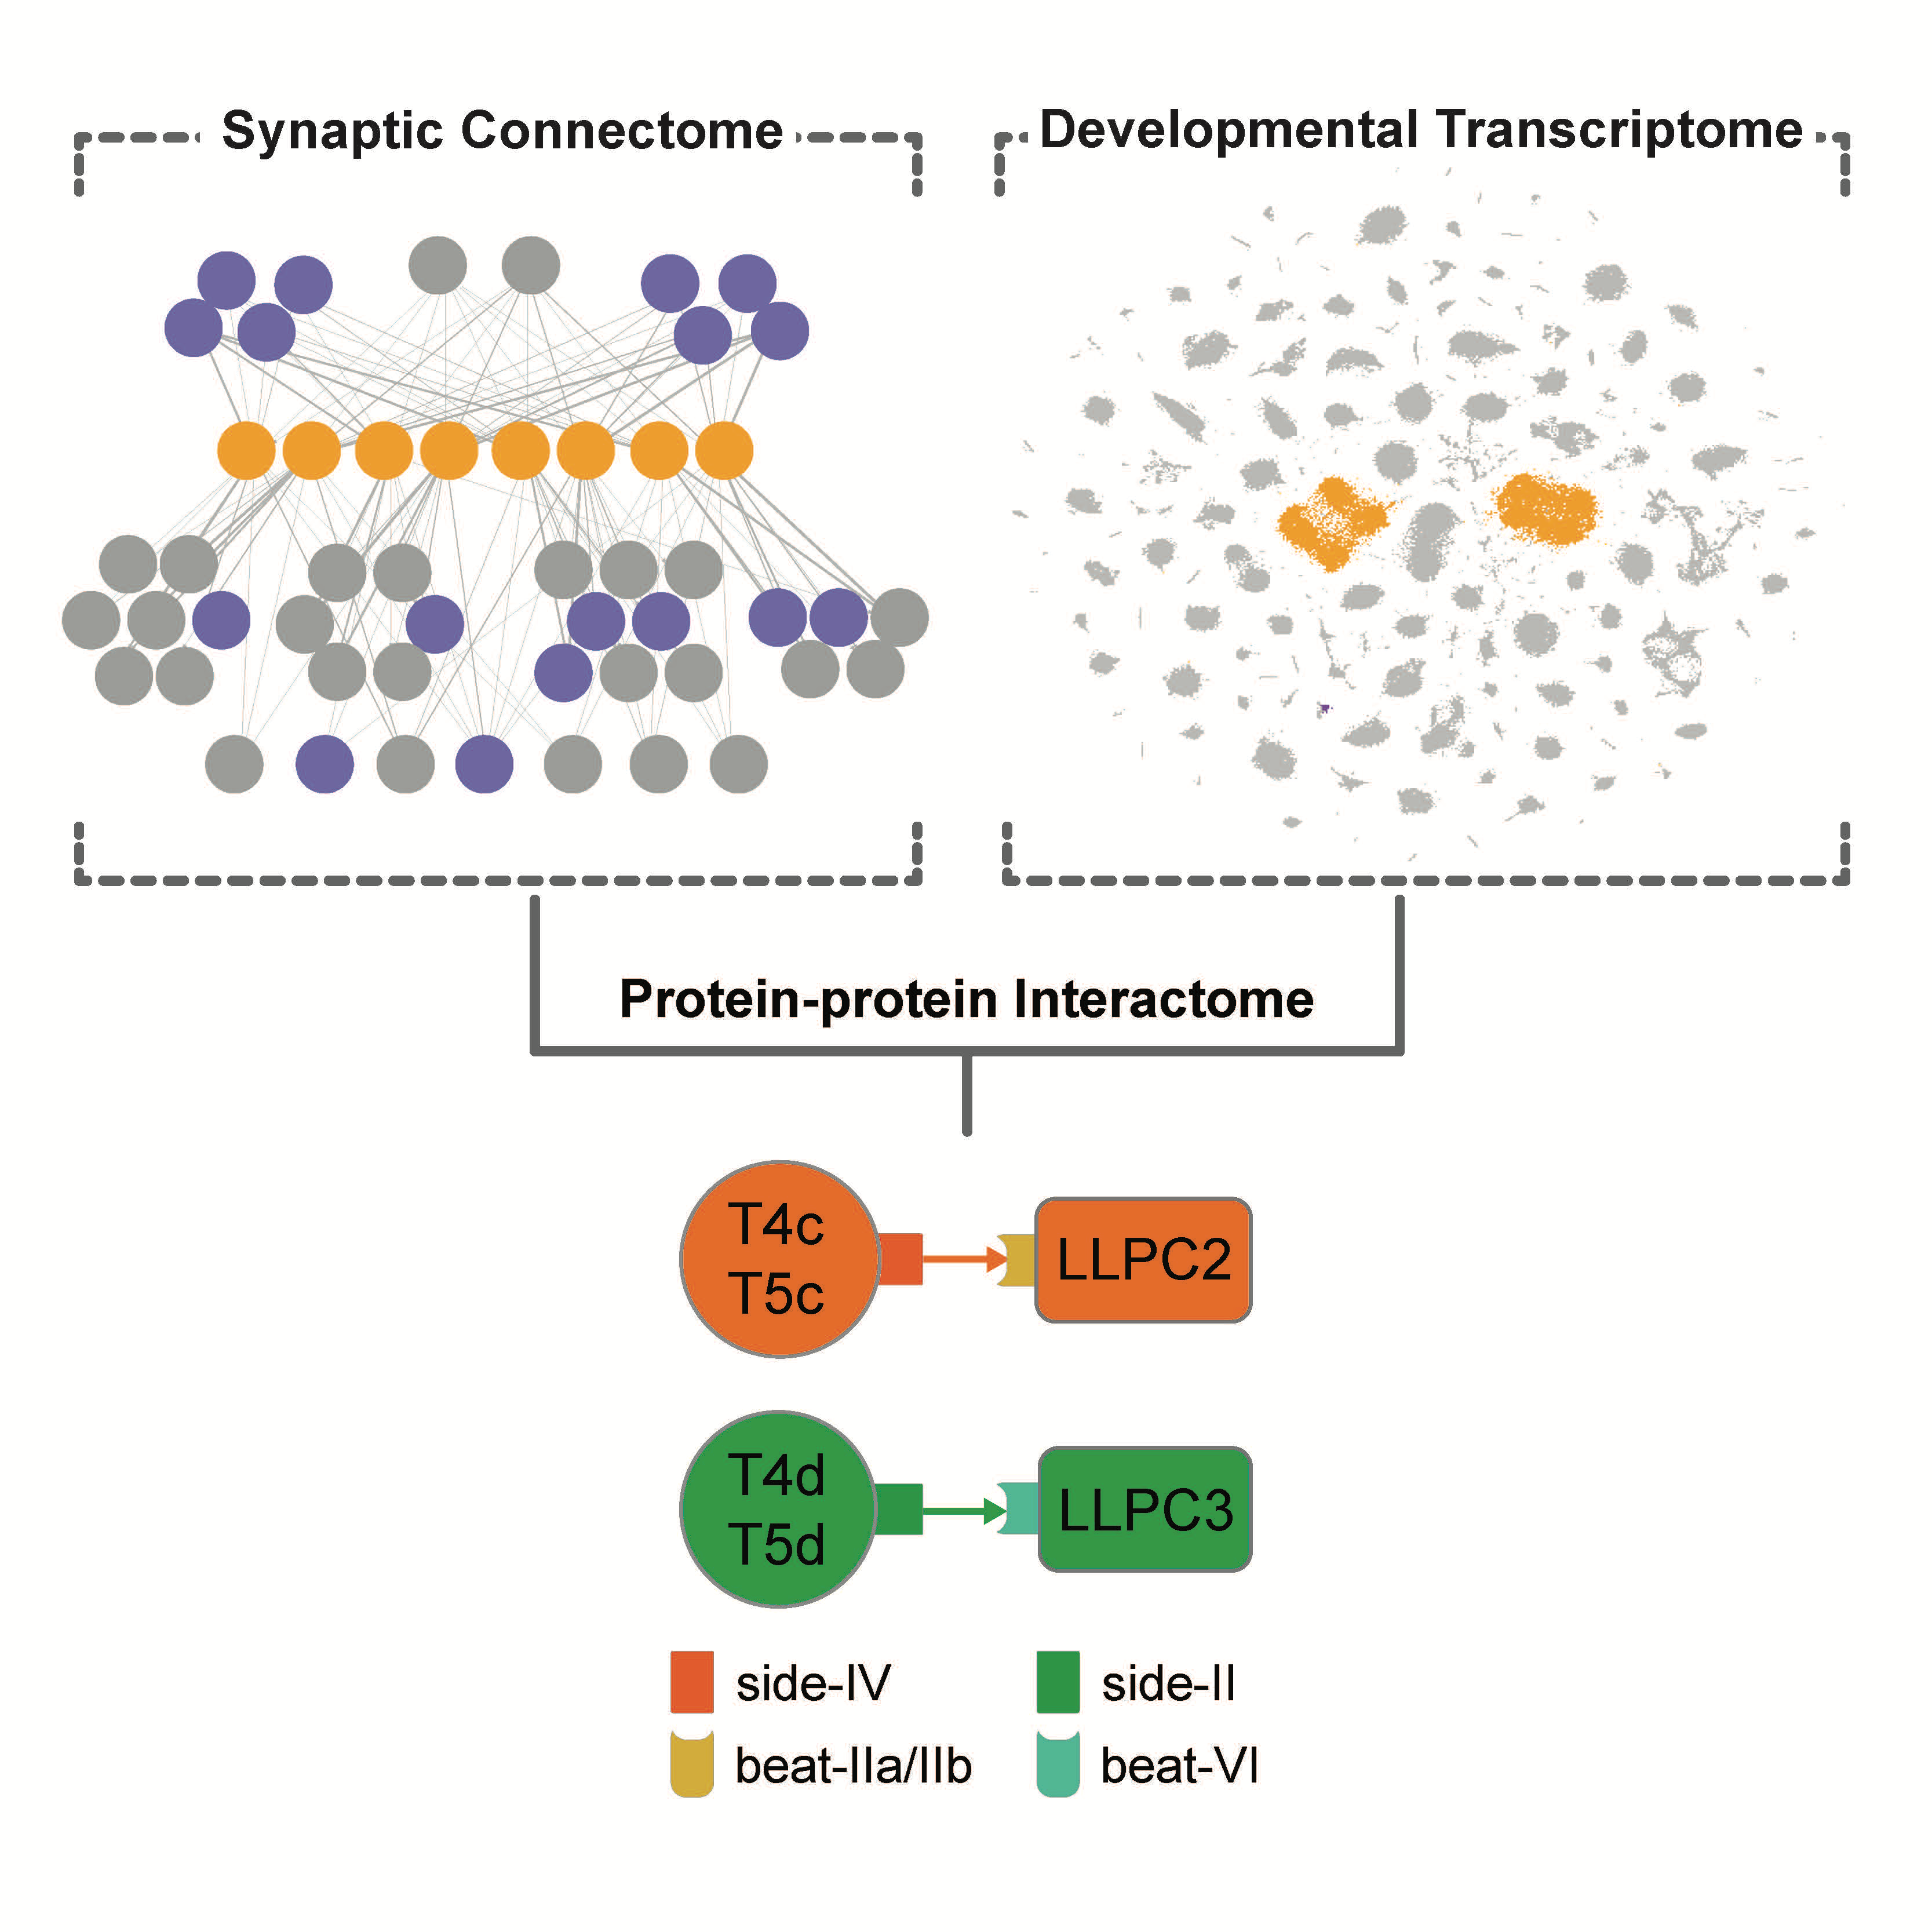 Synaptic Connectome
Developmental Transcriptome
Protein-protein Interactome
T4c
T5c
LLPC2
T4d
T5d
LLPC3
side-IV
side-II
beat-IIa/IIb
beat-VI